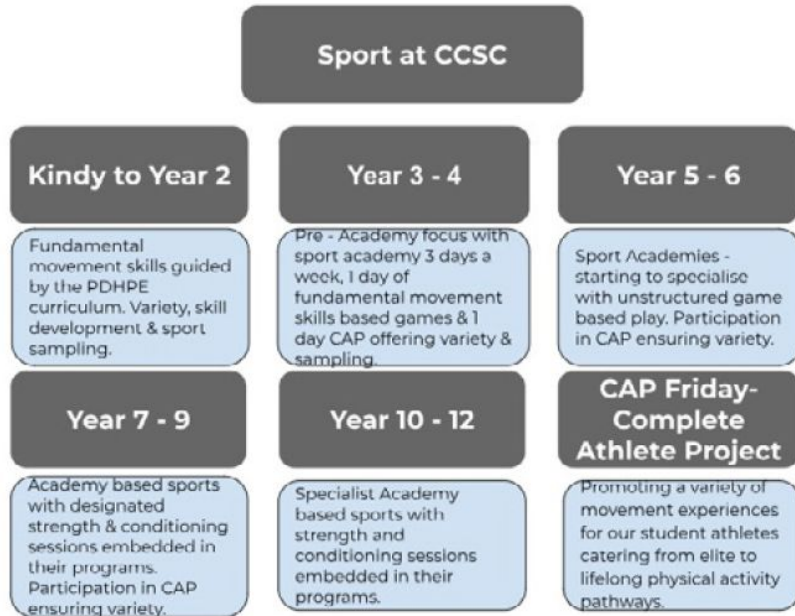 Sport at CCSC
Kindy to Year 2
Fundamental
movement skills guided
by the PDHPE
curriculum. Variety, skill
development & sport
sampling.
Year 3 - 4
Pre - Academy focus with
sport academy 3 days a
week, 1 day of
fundamental movement
skills based games & 1
day CAP offering variety &
sampling.
Year 5 - 6
Sport Academies -
starting to specialise
with unstructured game
based play. Participation
in CAP ensuring variety.
Year 7 - 9
Academy based sports
with designated
strength & conditioning
sessions embedded in
their programs.
Participation in CAP
ensuring variety.
Year 10 - 12
Specialist Academy
based sports with
strength and
conditioning sessions
embedded in their
programs.
CAP Friday-
Complete
Athlete Project
Promoting a variety of
movement experiences
for our student athletes
catering from elite to
lifelong physical activity
pathways.